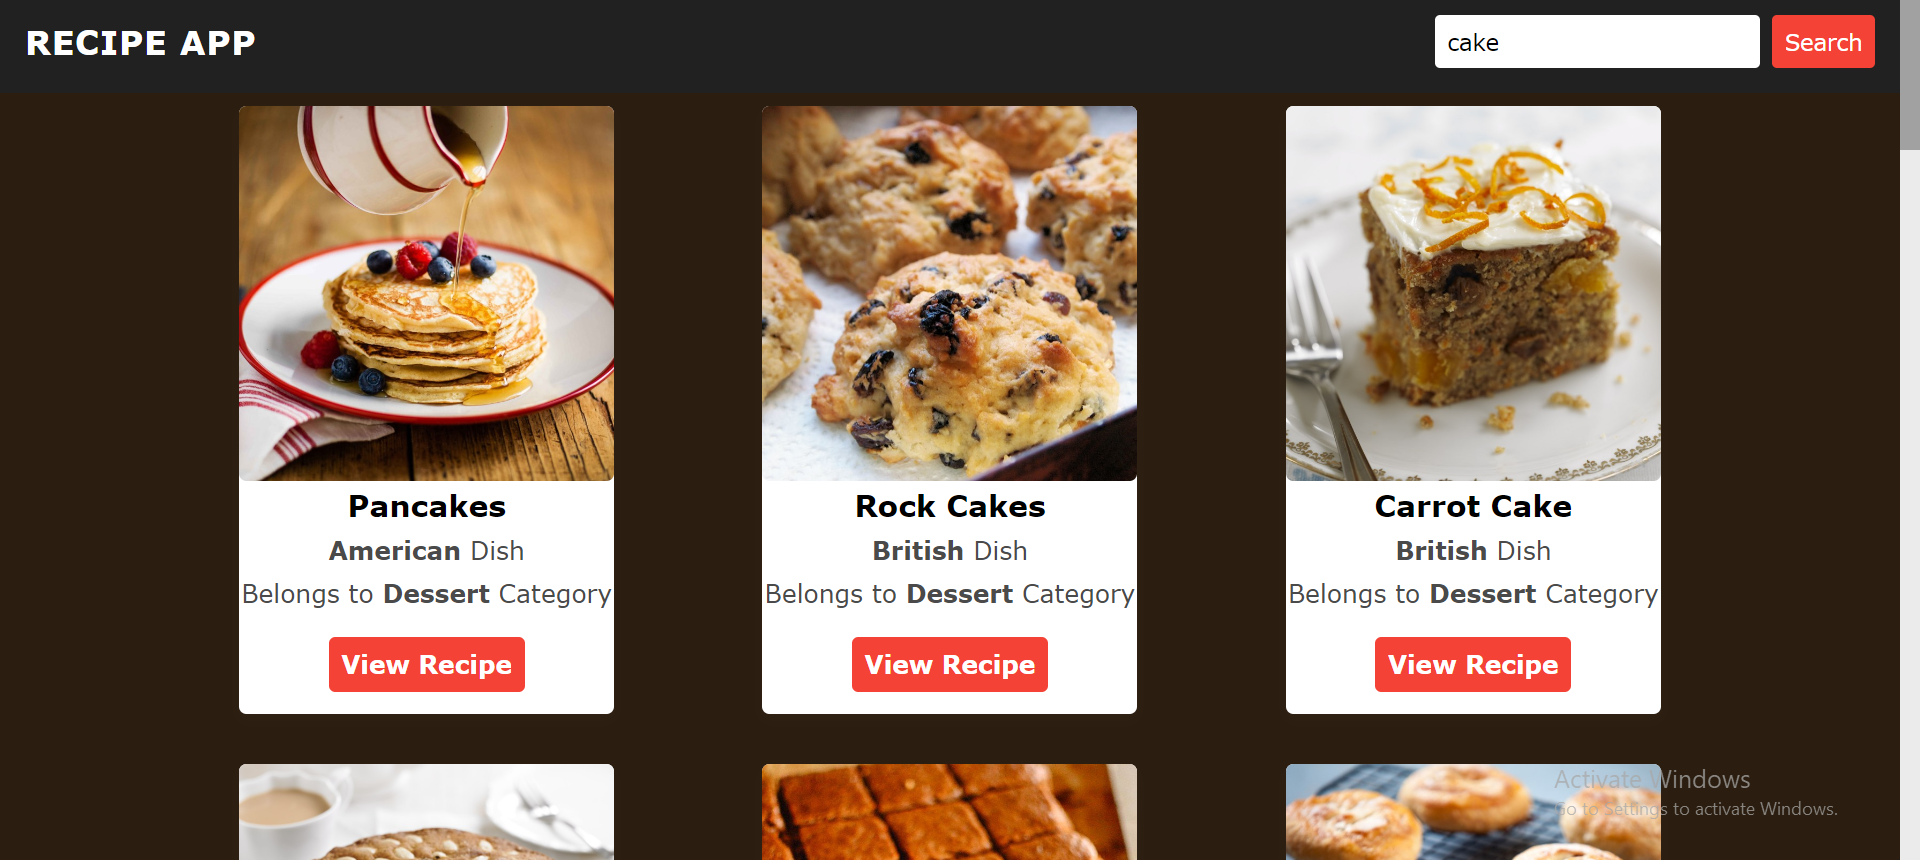 RECIPE APP
cake
Search
Pancakes
American Dish
Belongs to Dessert Category
View Recipe
Rock Cakes
British Dish
Belongs to Dessert Category
View Recipe
Carrot Cake
British Dish
Belongs to Dessert Category
View Recipe
Activate Windows
Go to Settings to activate Windows.